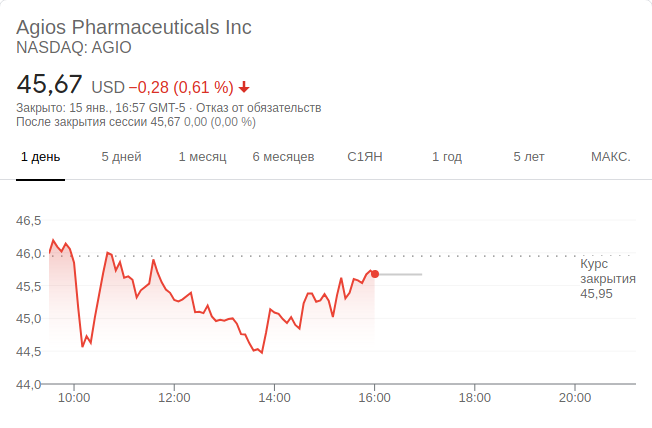 Agios Pharmaceuticals Inc
NASDAQ: AGIO
45,67 USD −0,28 (0,61 %)
Закрыто: 15 янв., 16:57 GMT-5 · Отказ от обязательств
После закрытия сессии 45,67 0,00 (0,00 %)
1 день 5 дней 1 месяц 6 месяцев С1ЯН 1 год 5 лет МАКС.
46,5
46,0
45,5
45,0
44,5
44,0
Курс
закрытия
45,95
10:00 12:00 14:00 16:00 18:00 20:00